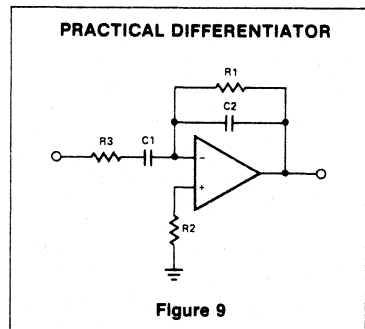 PRACTICAL DIFFERENTIATOR
R1
C2
R3
C1
−
+
R2
Figure 9